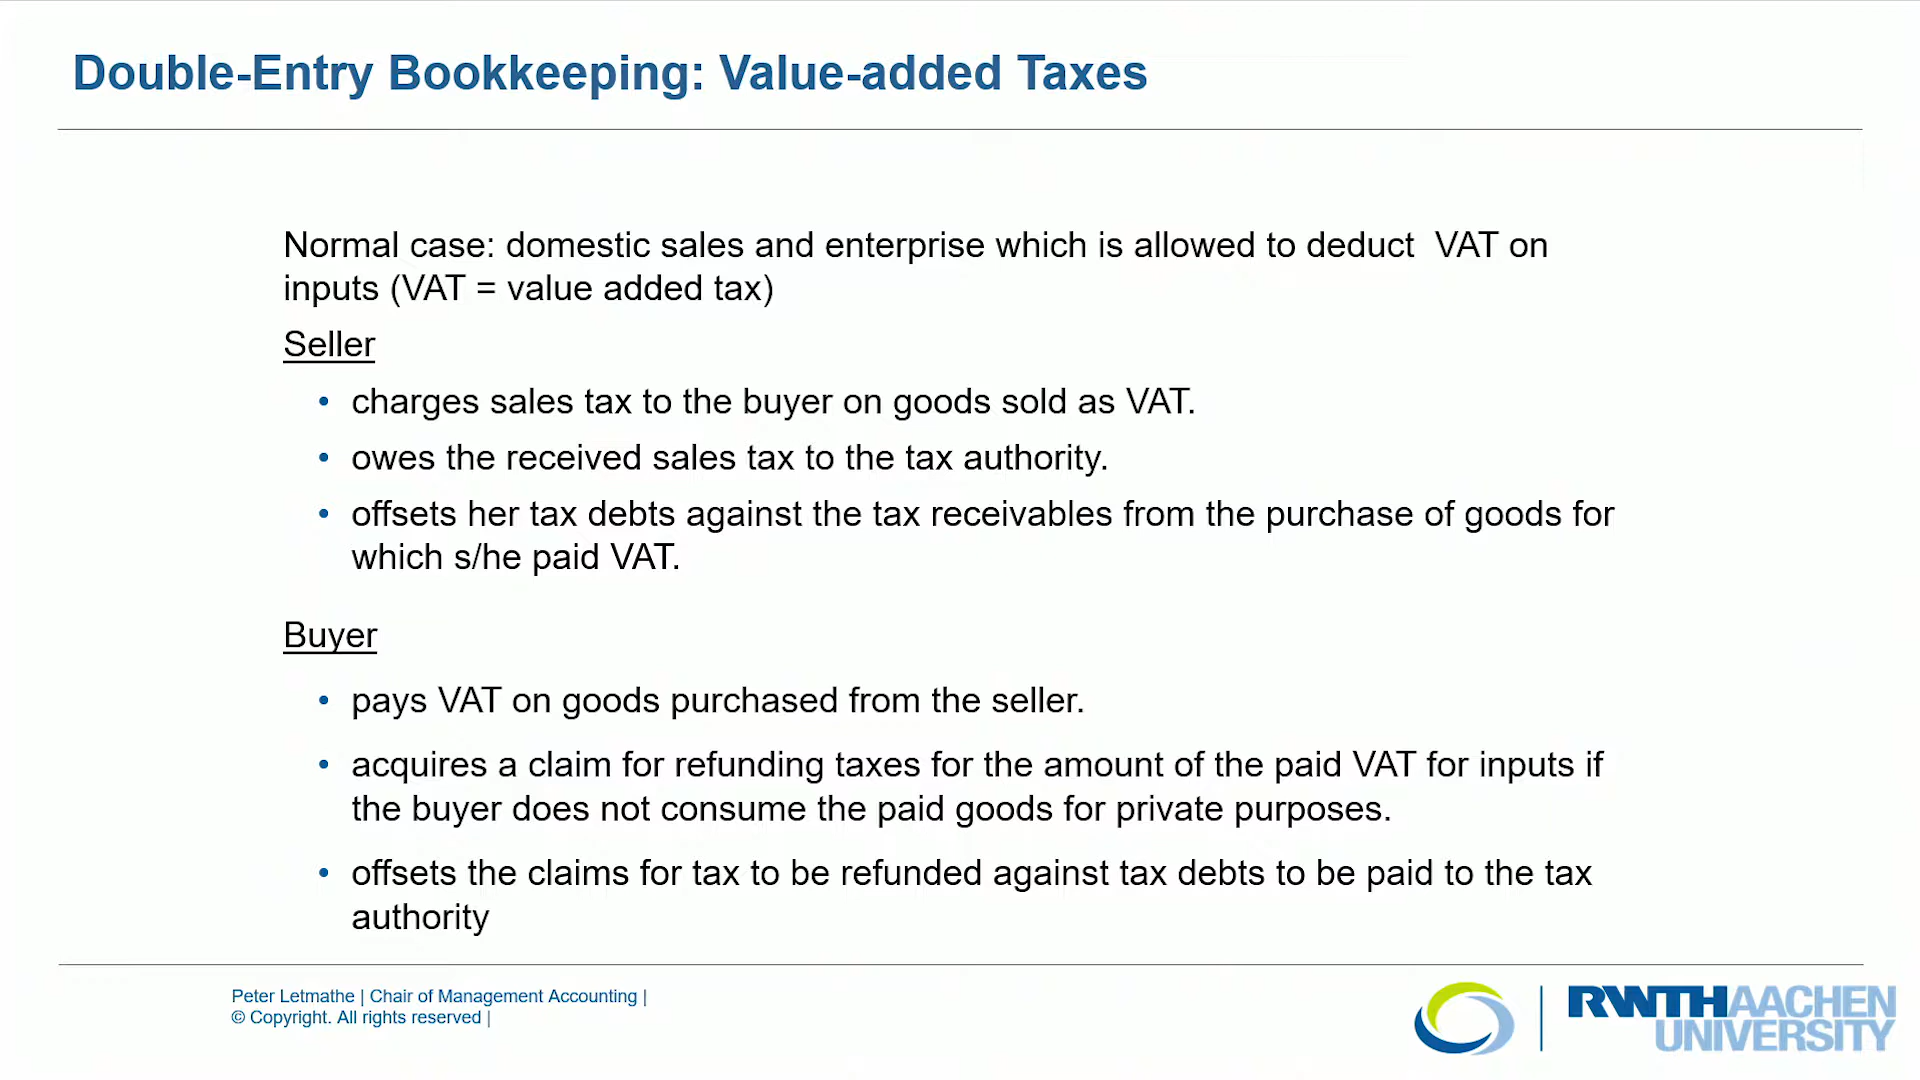 Double-Entry Bookkeeping: Value-added Taxes
Normal case: domestic sales and enterprise which is allowed to deduct  VAT on
inputs (VAT = value added tax)
Seller
• charges sales tax to the buyer on goods sold as VAT.
• owes the received sales tax to the tax authority.
• offsets her tax debts against the tax receivables from the purchase of goods for
which s/he paid VAT.
Buyer
• pays VAT on goods purchased from the seller.
• acquires a claim for refunding taxes for the amount of the paid VAT for inputs if
the buyer does not consume the paid goods for private purposes.
• offsets the claims for tax to be refunded against tax debts to be paid to the tax
authority
Peter Letmathe | Chair of Management Accounting |
© Copyright. All rights reserved |
RWTHAACHEN
UNIVERSITY